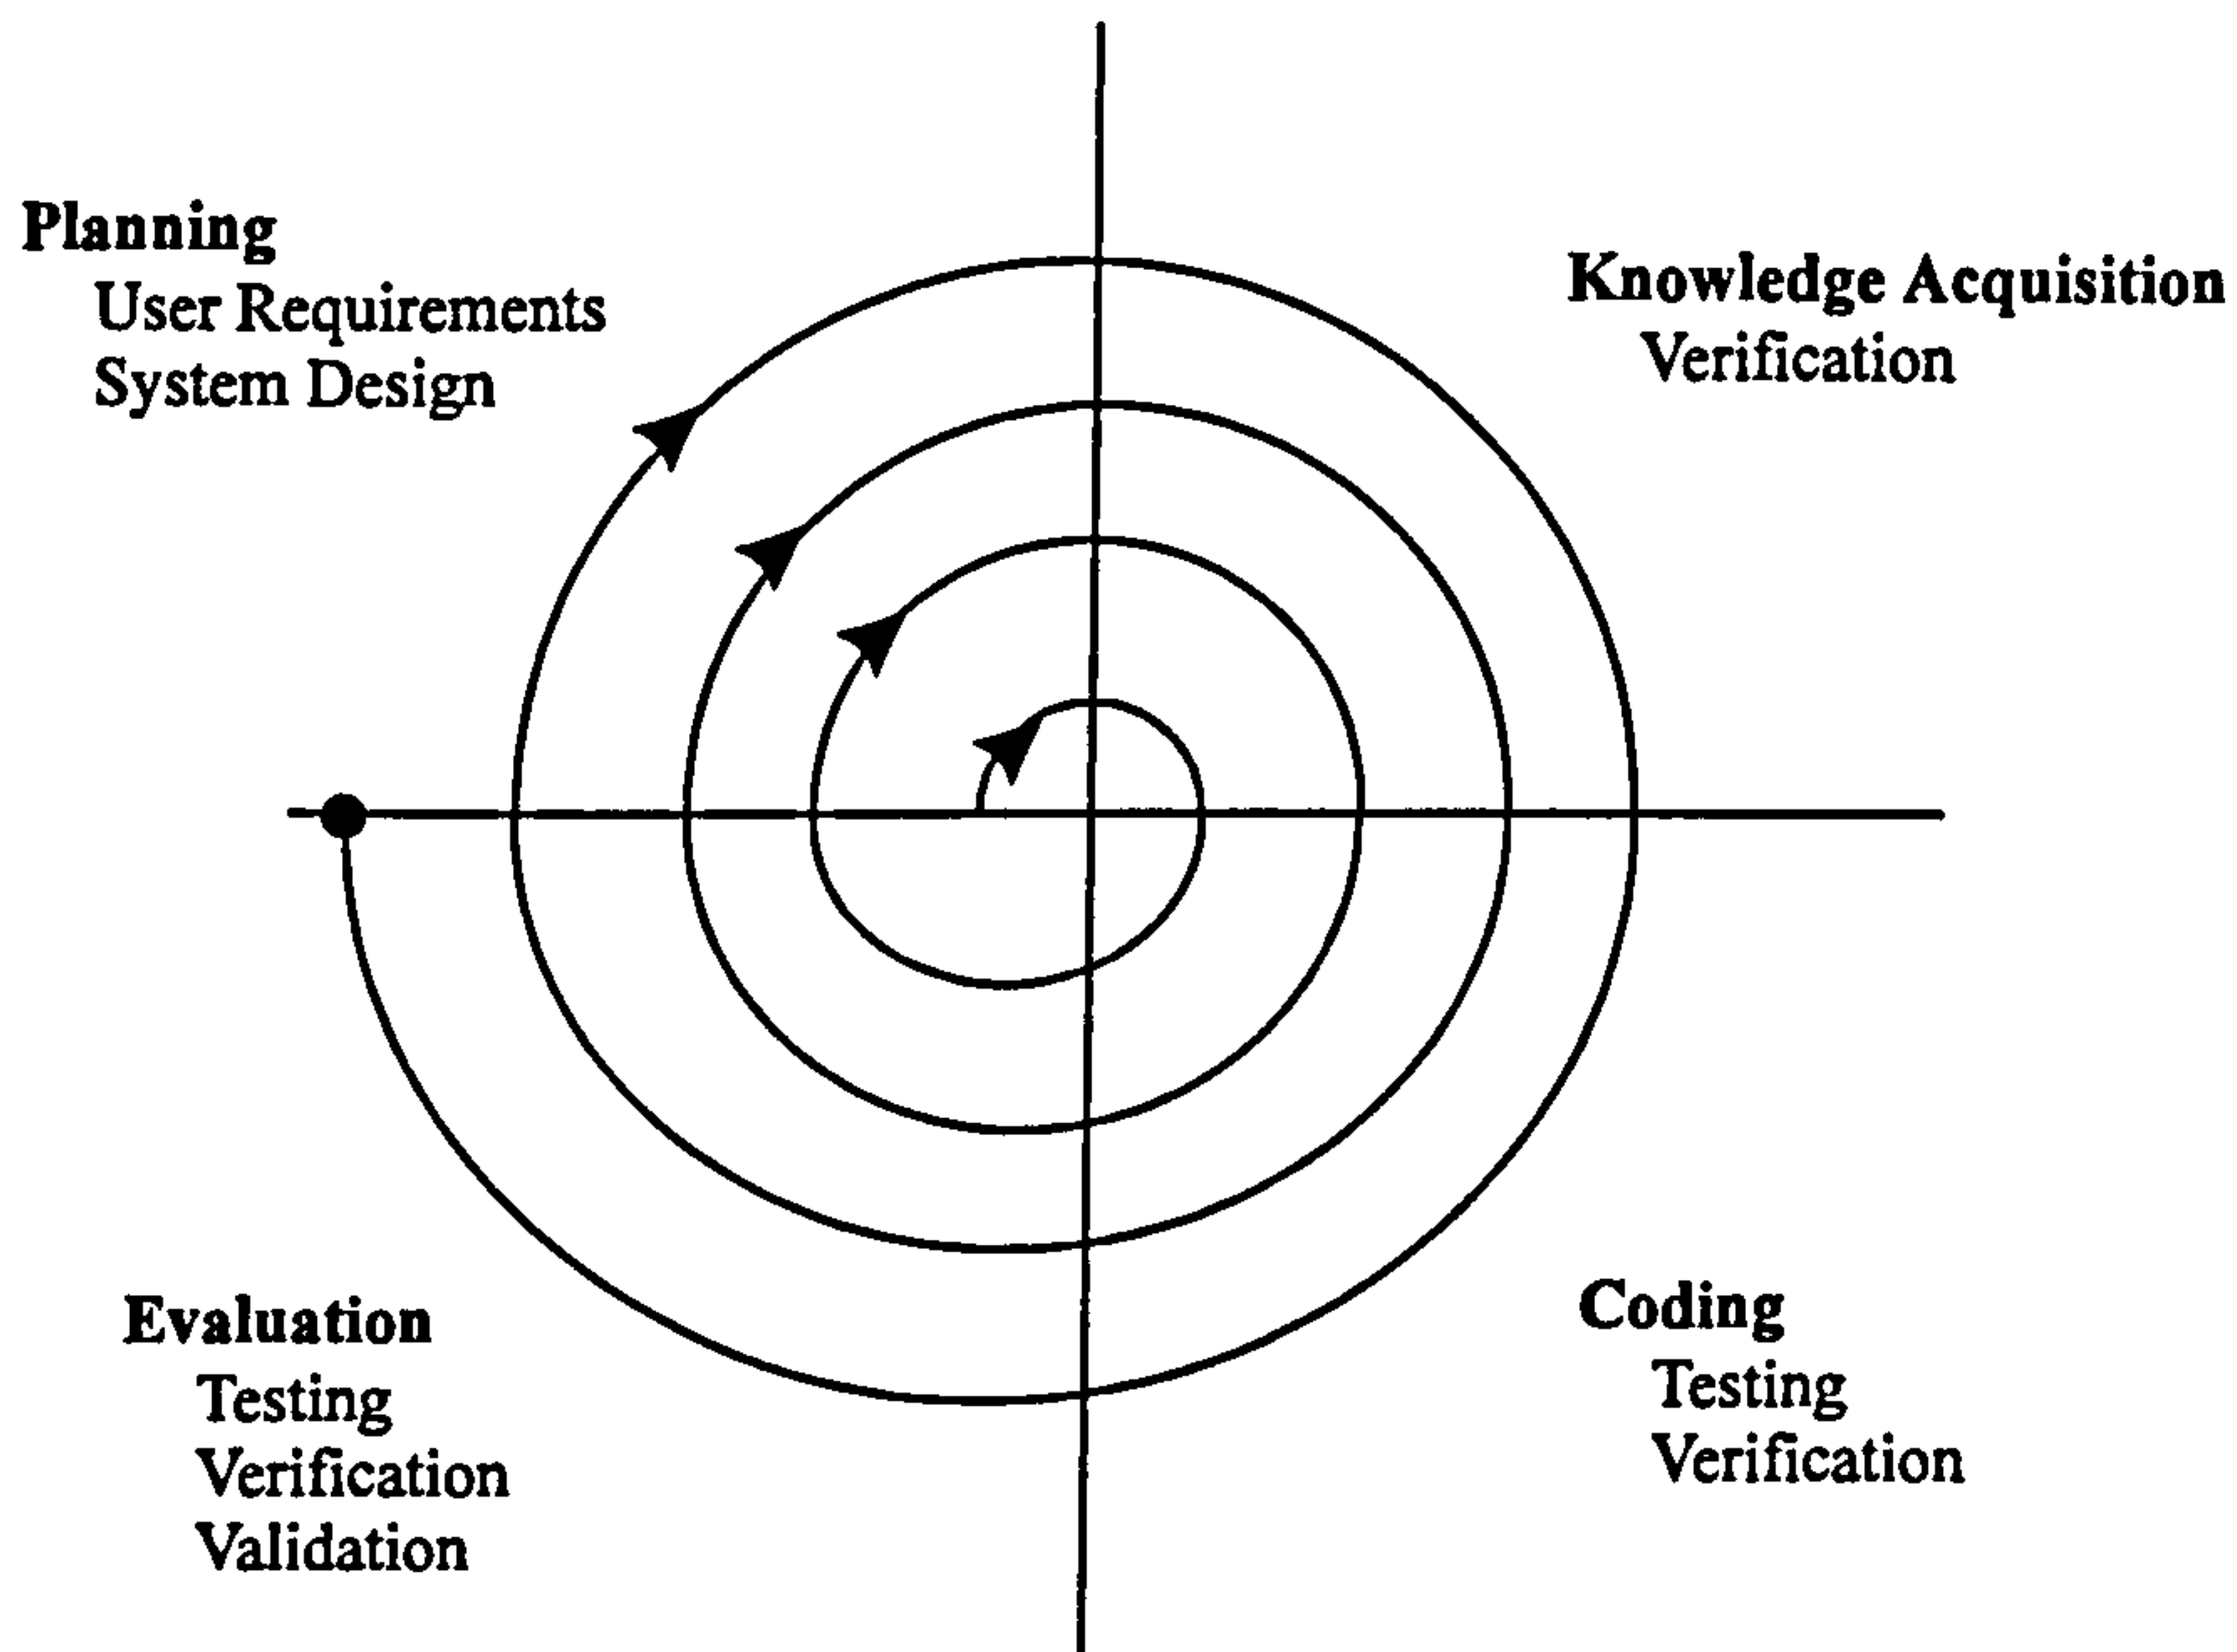 Planning
User Requirements
System Design
Knowledge Acquisition
Verification
Evaluation
Testing
Verification
Validation
Coding
Testing
Verification